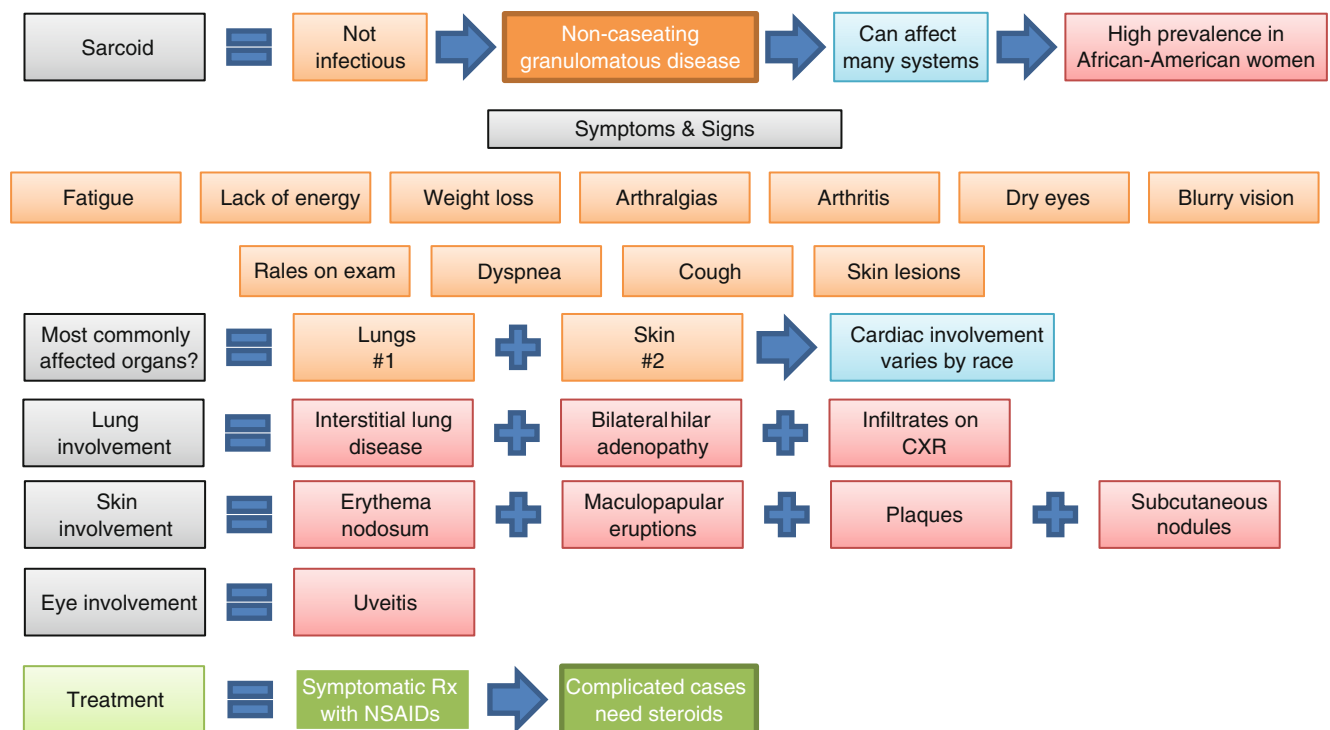 Sarcoid
Not
infectious
Non-caseating
granulomatous disease
Can affect
many systems
High prevalence in
African-American women
Symptoms & Signs
Fatigue
Lack of energy
Weight loss
Arthralgias
Arthritis
Dry eyes
Blurry vision
Rales on exam
Dyspnea
Cough
Skin lesions
Most commonly
affected organs?
Lungs
#1
Skin
#2
Cardiac involvement
varies by race
Lung
involvement
Interstitial lung
disease
Bilateralhilar
adenopathy
Infiltrates on
CXR
Skin
involvement
Erythema
nodosum
Maculopapular
eruptions
Plaques
Subcutaneous
nodules
Eye involvement
Uveitis
Treatment
Symptomatic Rx
with NSAIDs
Complicated cases
need steroids